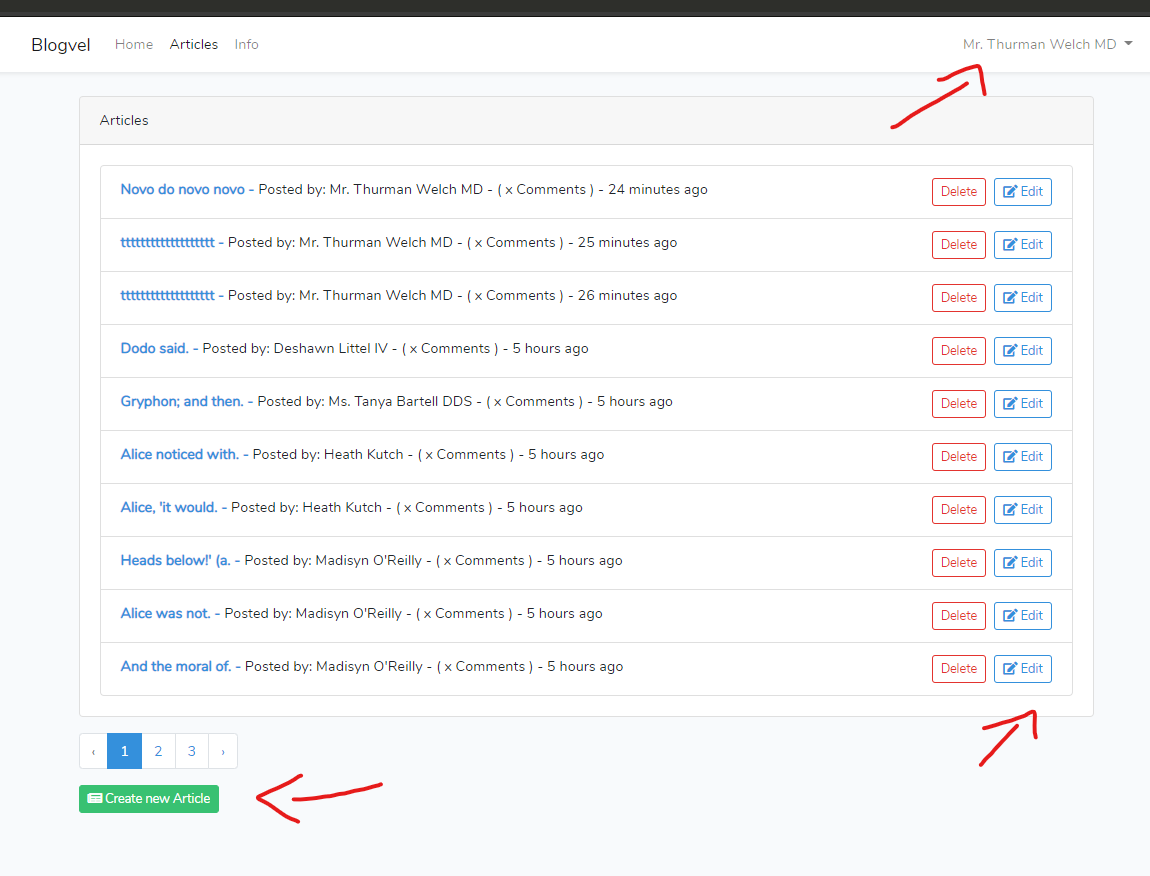 Blogvel Home Articles Info Mr. Thurman Welch MD
Articles
Novo do novo novo - Posted by: Mr. Thurman Welch MD - ( x Comments ) - 24 minutes ago Delete Edit
ttttttttttttttttttt - Posted by: Mr. Thurman Welch MD - ( x Comments ) - 25 minutes ago Delete Edit
ttttttttttttttttttt - Posted by: Mr. Thurman Welch MD - ( x Comments ) - 26 minutes ago Delete Edit
Dodo said. - Posted by: Deshawn Littel IV - ( x Comments ) - 5 hours ago Delete Edit
Gryphon; and then. - Posted by: Ms. Tanya Bartell DDS - ( x Comments ) - 5 hours ago Delete Edit
Alice noticed with. - Posted by: Heath Kutch - ( x Comments ) - 5 hours ago Delete Edit
Alice, 'it would. - Posted by: Heath Kutch - ( x Comments ) - 5 hours ago Delete Edit
Heads below!' (a. - Posted by: Madisyn O'Reilly - ( x Comments ) - 5 hours ago Delete Edit
Alice was not. - Posted by: Madisyn O'Reilly - ( x Comments ) - 5 hours ago Delete Edit
And the moral of. - Posted by: Madisyn O'Reilly - ( x Comments ) - 5 hours ago Delete Edit
‹ 1 2 3 ›
Create new Article